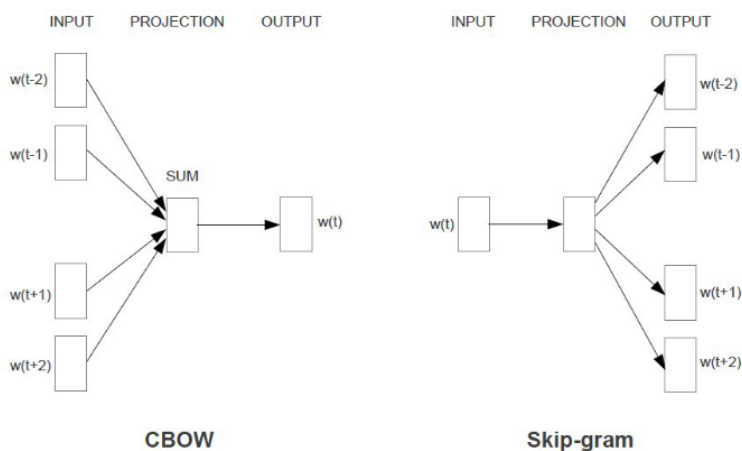 INPUT PROJECTION OUTPUT
w(t-2)
w(t-1)
SUM
w(t)
w(t+1)
w(t+2)
CBOW
INPUT PROJECTION OUTPUT
w(t-2)
w(t-1)
w(t)
w(t+1)
w(t+2)
Skip-gram